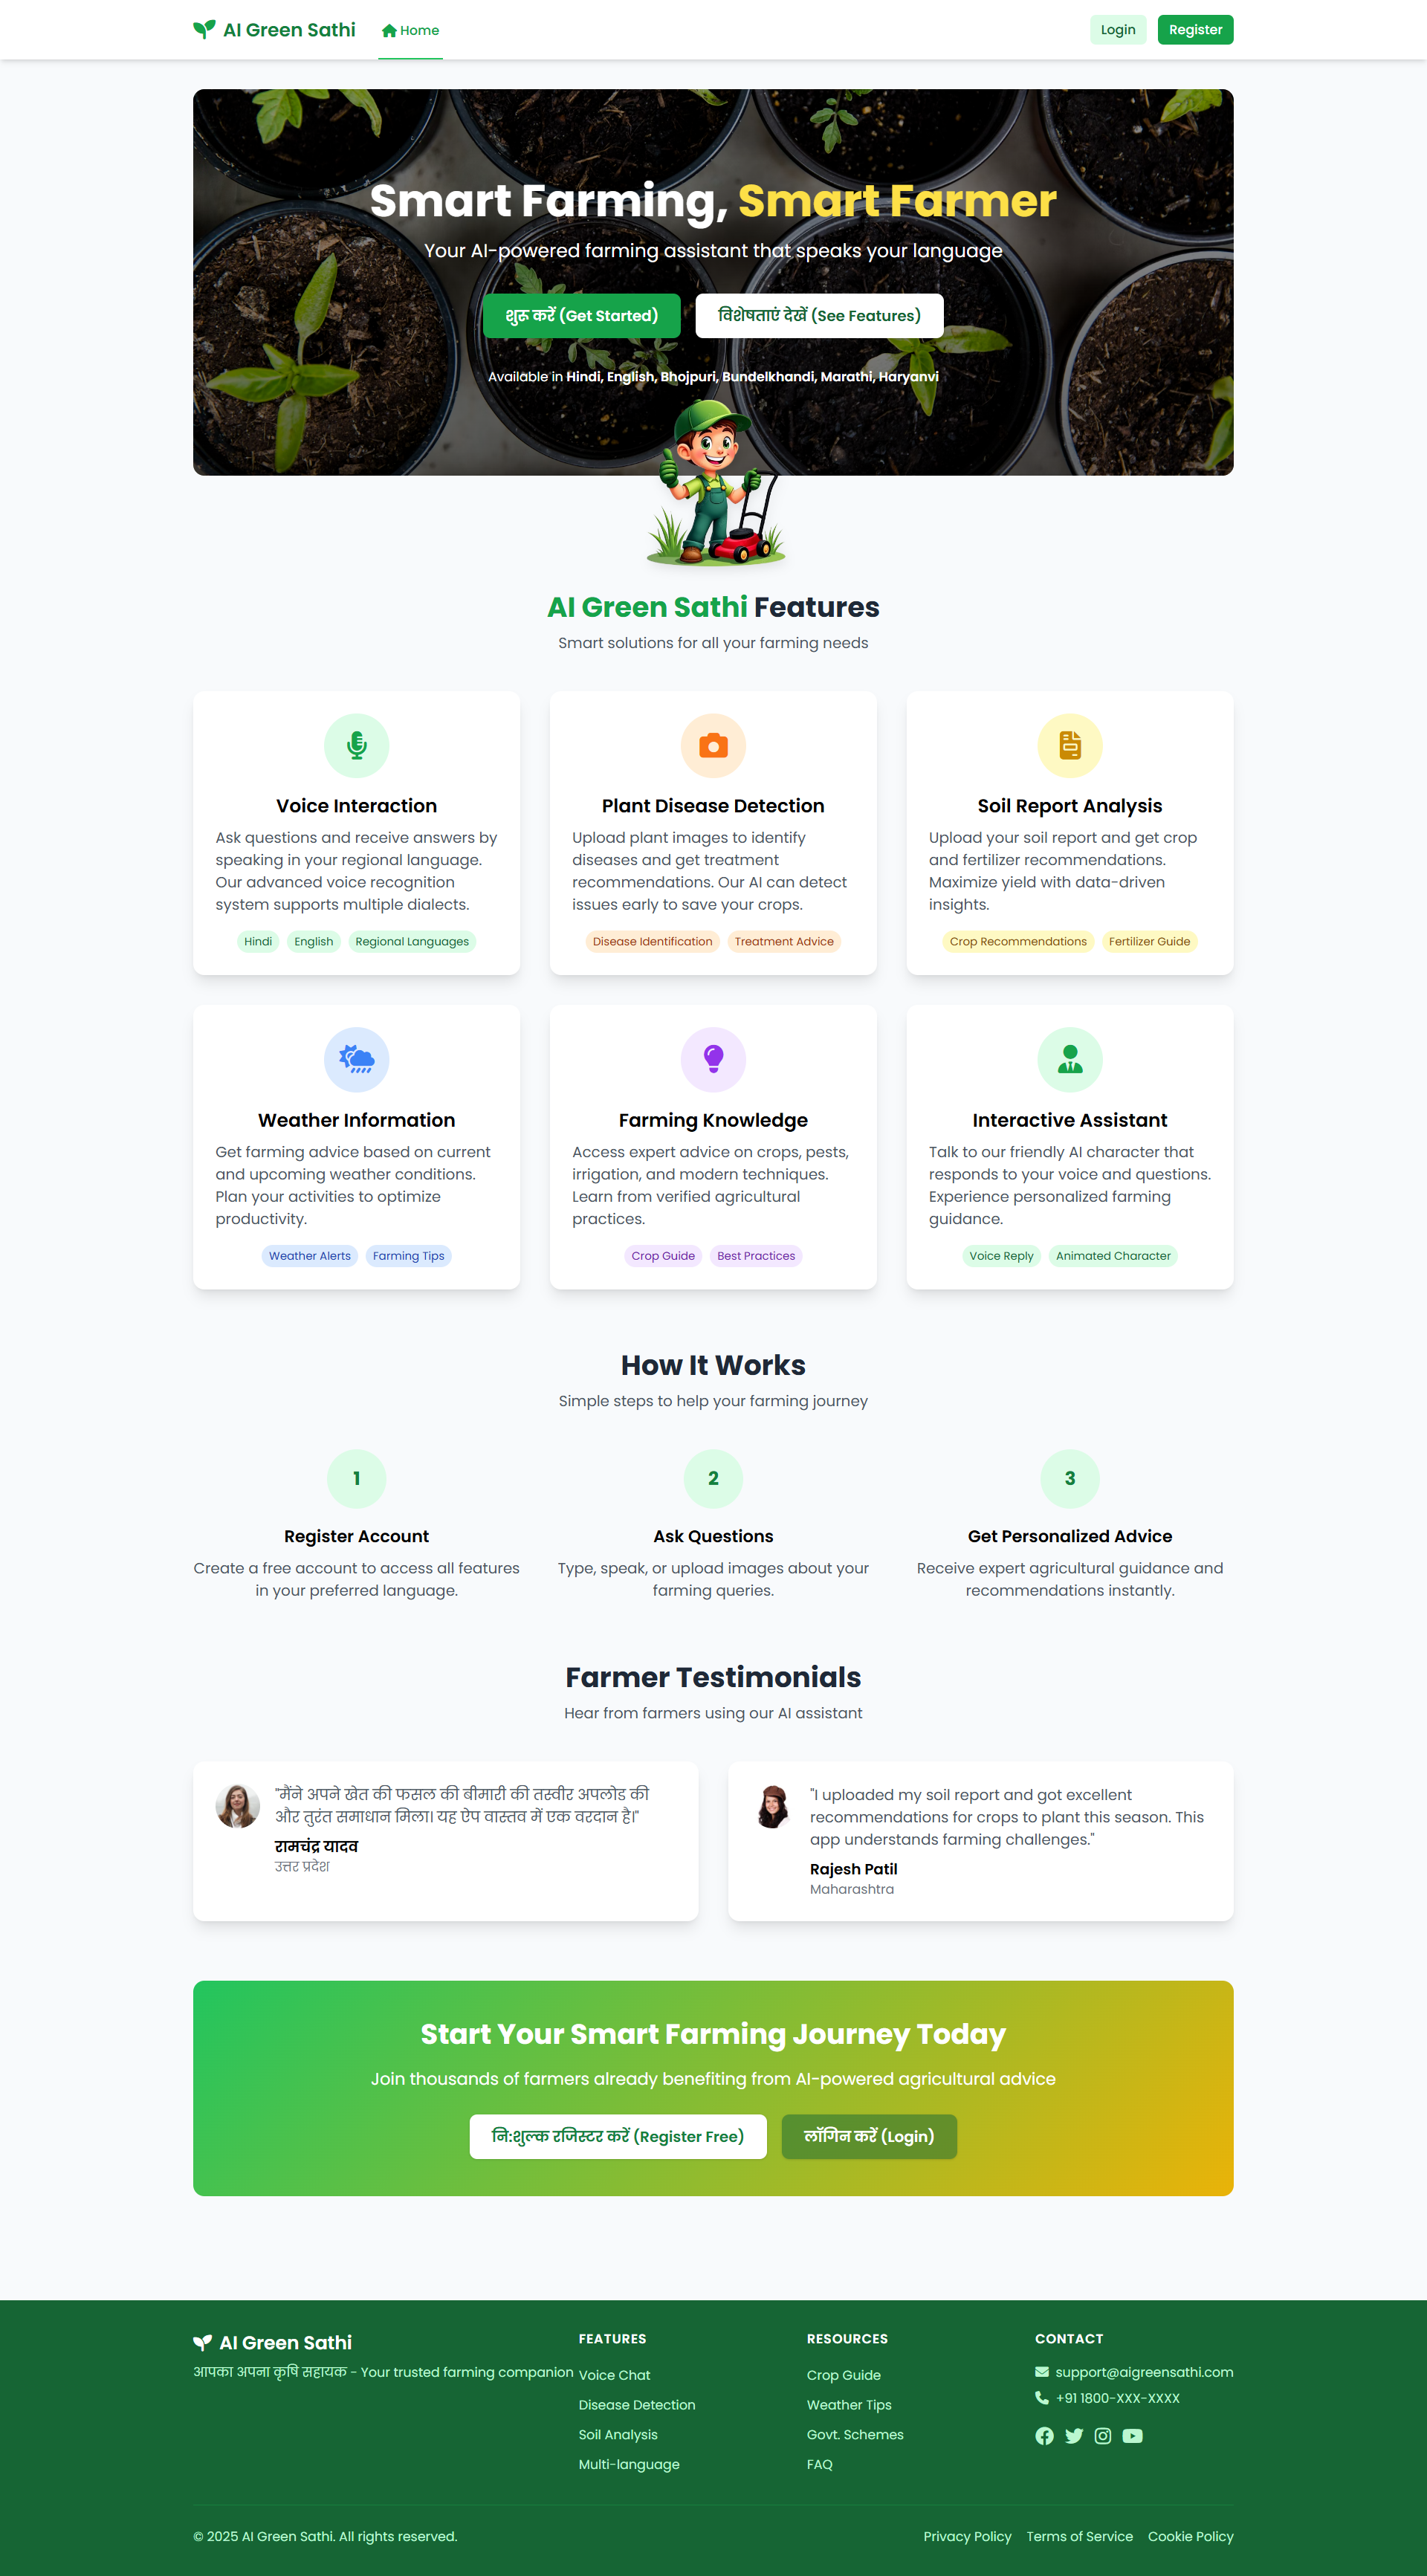 AI Green Sathi
Home
Login
Register
Smart Farming, Smart Farmer
Your AI-powered farming assistant that speaks your language
शुरू करें (Get Started)
विशेषताएं देखें (See Features)
Available in Hindi, English, Bhojpuri, Bundelkhandi, Marathi, Haryanvi
AI Green Sathi Features
Smart solutions for all your farming needs
Voice Interaction
Ask questions and receive answers by
speaking in your regional language.
Our advanced voice recognition
system supports multiple dialects.
Hindi
English
Regional Languages
Plant Disease Detection
Upload plant images to identify
diseases and get treatment
recommendations. Our AI can detect
issues early to save your crops.
Disease Identification
Treatment Advice
Soil Report Analysis
Upload your soil report and get crop
and fertilizer recommendations.
Maximize yield with data-driven
insights.
Crop Recommendations
Fertilizer Guide
Weather Information
Get farming advice based on current
and upcoming weather conditions.
Plan your activities to optimize
productivity.
Weather Alerts
Farming Tips
Farming Knowledge
Access expert advice on crops, pests,
irrigation, and modern techniques.
Learn from verified agricultural
practices.
Crop Guide
Best Practices
Interactive Assistant
Talk to our friendly AI character that
responds to your voice and questions.
Experience personalized farming
guidance.
Voice Reply
Animated Character
How It Works
Simple steps to help your farming journey
1
Register Account
Create a free account to access all features
in your preferred language.
2
Ask Questions
Type, speak, or upload images about your
farming queries.
3
Get Personalized Advice
Receive expert agricultural guidance and
recommendations instantly.
Farmer Testimonials
Hear from farmers using our AI assistant
"मैंने अपने खेत की फसल की बीमारी की तस्वीर अपलोड की
और तुरंत समाधान मिला। यह ऐप वास्तव में एक वरदान है।"
रामचंद्र यादव
उत्तर प्रदेश
"I uploaded my soil report and got excellent
recommendations for crops to plant this season. This
app understands farming challenges."
Rajesh Patil
Maharashtra
Start Your Smart Farming Journey Today
Join thousands of farmers already benefiting from AI-powered agricultural advice
नि:शुल्क रजिस्टर करें (Register Free)
लॉगिन करें (Login)
AI Green Sathi
आपका अपना कृषि सहायक - Your trusted farming companion
FEATURES
Voice Chat
Disease Detection
Soil Analysis
Multi-language
RESOURCES
Crop Guide
Weather Tips
Govt. Schemes
FAQ
CONTACT
support@aigreensathi.com
+91 1800-XXX-XXXX
© 2025 AI Green Sathi. All rights reserved.
Privacy Policy
Terms of Service
Cookie Policy